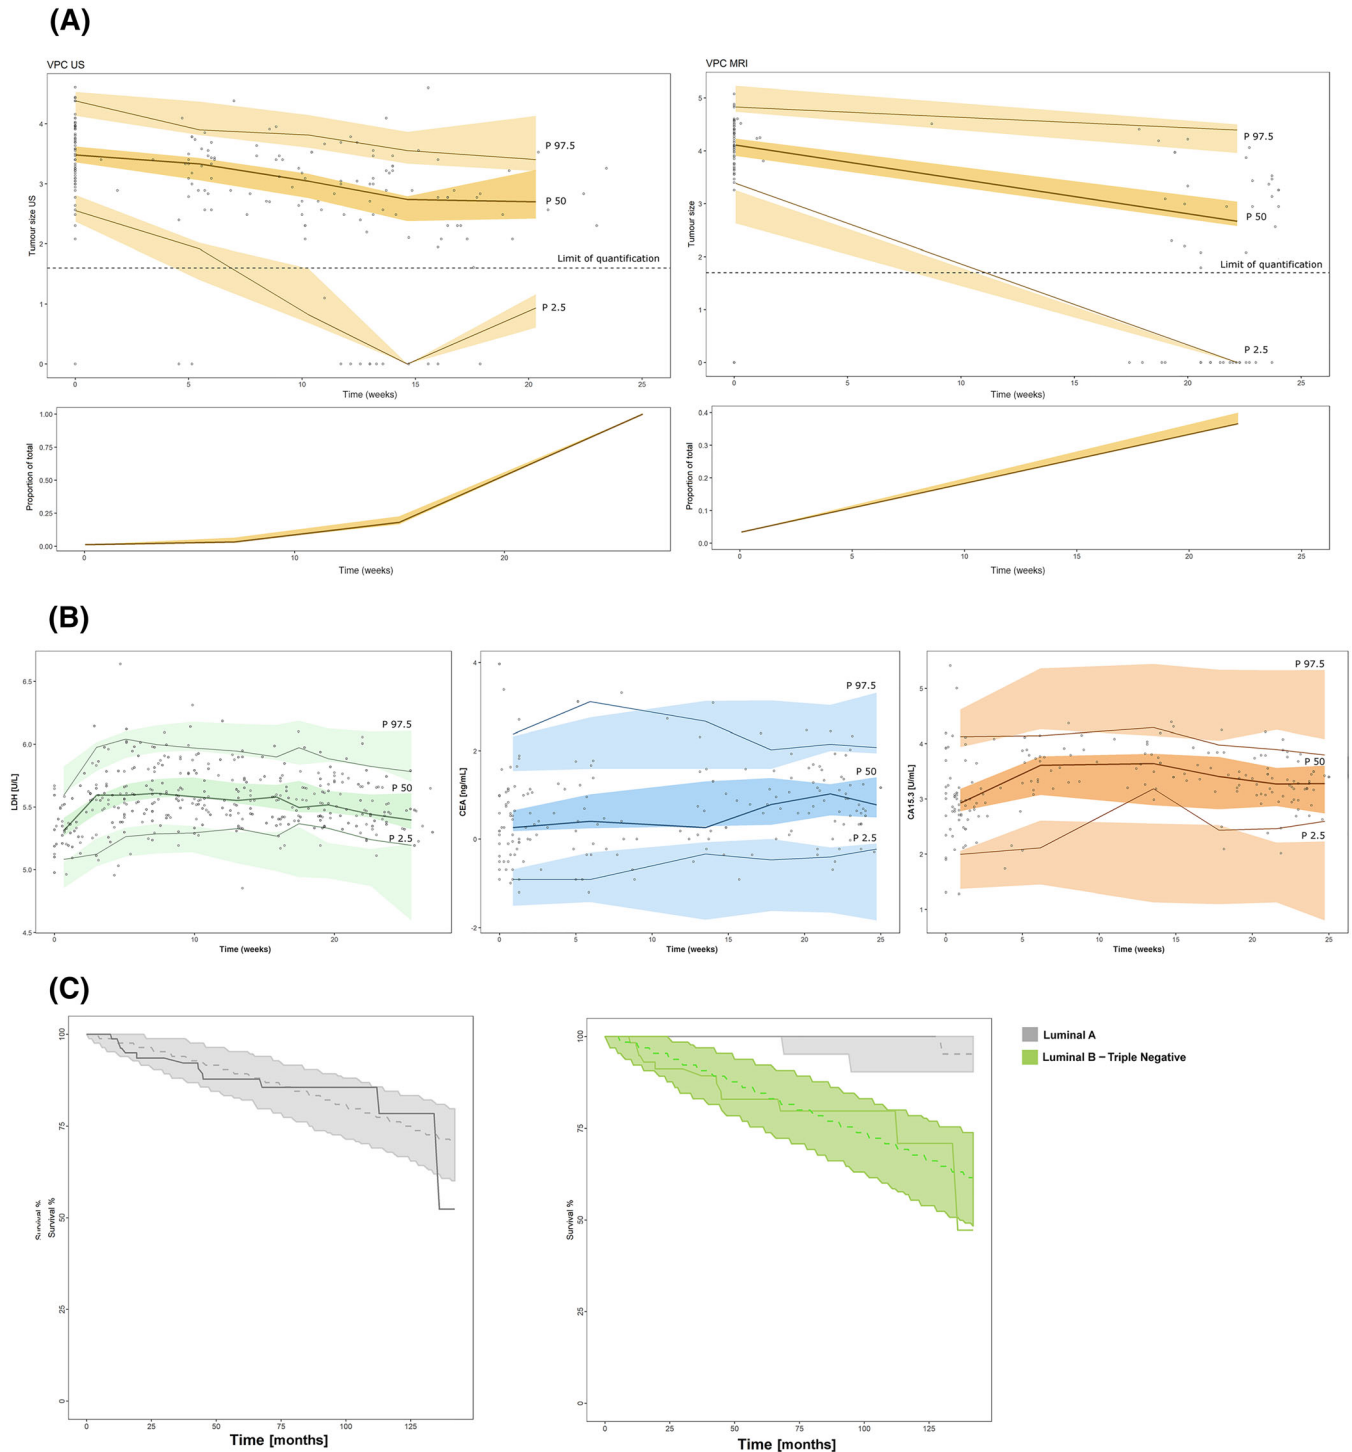 (A)
VPC US
Tumour size US
4
3
2
1
0
P 97.5
P 50
Limit of quantification
P 2.5
0 5 10 15 20 25
Time (weeks)
Proportion of total
1.00
0.75
0.50
0.25
0.00
0 10 20
Time (weeks)
VPC MRI
Tumour size
5
4
3
2
1
0
P 97.5
P 50
Limit of quantification
P 2.5
0 5 10 15 20 25
Time (weeks)
Proportion of total
0.4
0.3
0.2
0.1
0.0
0 5 10 15 20 25
Time (weeks)
(B)
LDH [U/L]
6.5
6.0
5.5
5.0
4.5
P 97.5
P 50
P 2.5
0 10 20
Time (weeks)
CEA [ng/mL]
4
2
0
-2
P 97.5
P 50
P 2.5
0 5 10 15 20 25
Time (weeks)
CA15.3 [U/mL]
5
4
3
2
1
P 97.5
P 50
P 2.5
0 5 10 15 20 25
Time (weeks)
(C)
Survival %
Survival %
100
75
50
25
0
0 25 50 75 100 125
Time [months]
Survival %
100
75
50
25
0
0 25 50 75 100 125
Time [months]
Luminal A
Luminal B – Triple Negative